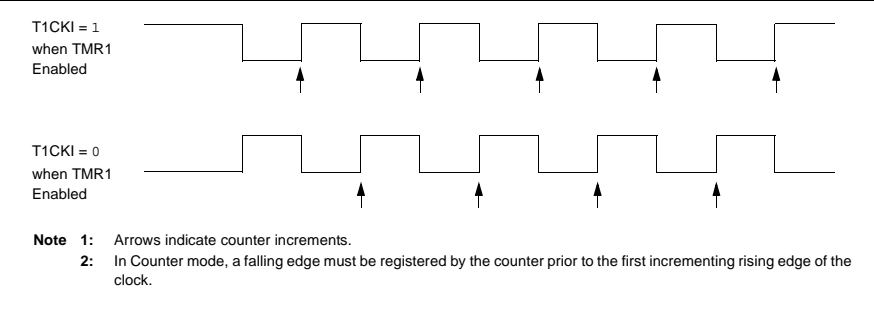 T1CKI = 1
when TMR1
Enabled
T1CKI = 0
when TMR1
Enabled
Note 1: Arrows indicate counter increments.
2: In Counter mode, a falling edge must be registered by the counter prior to the first incrementing rising edge of the
clock.